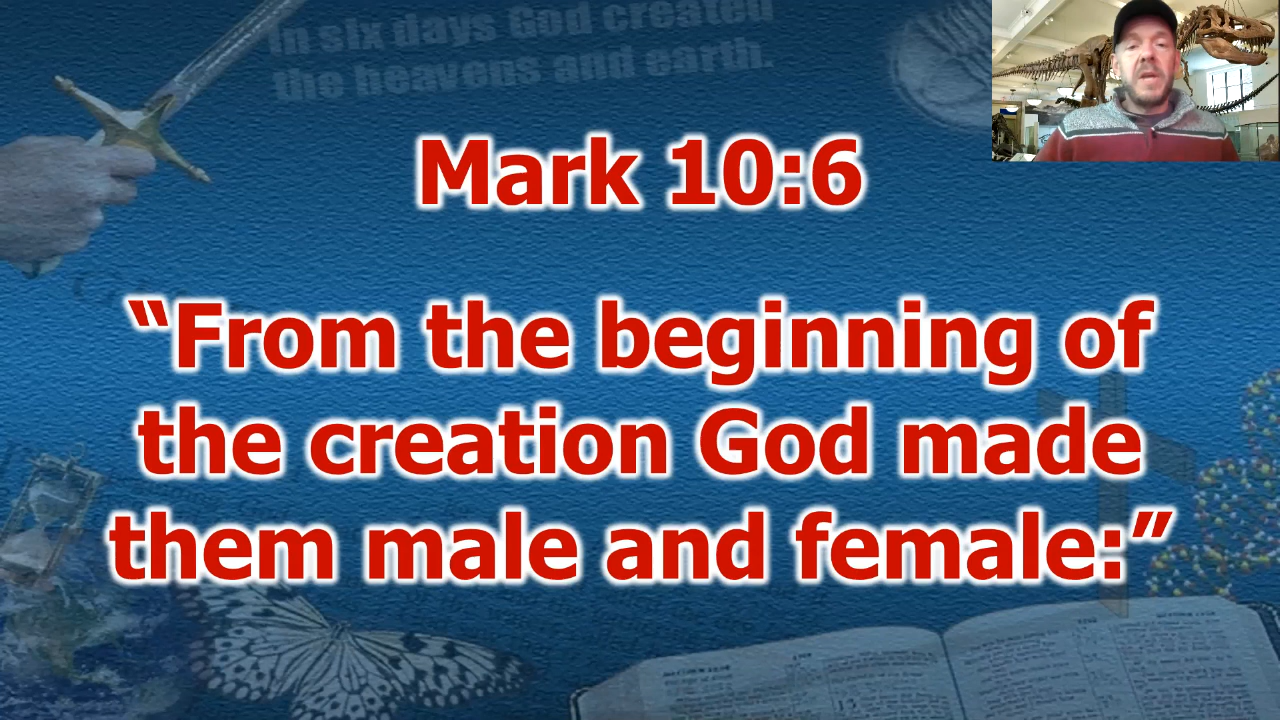 In six days God created
the heavens and earth.
Mark 10:6
“From the beginning of
the creation God made
them male and female:”